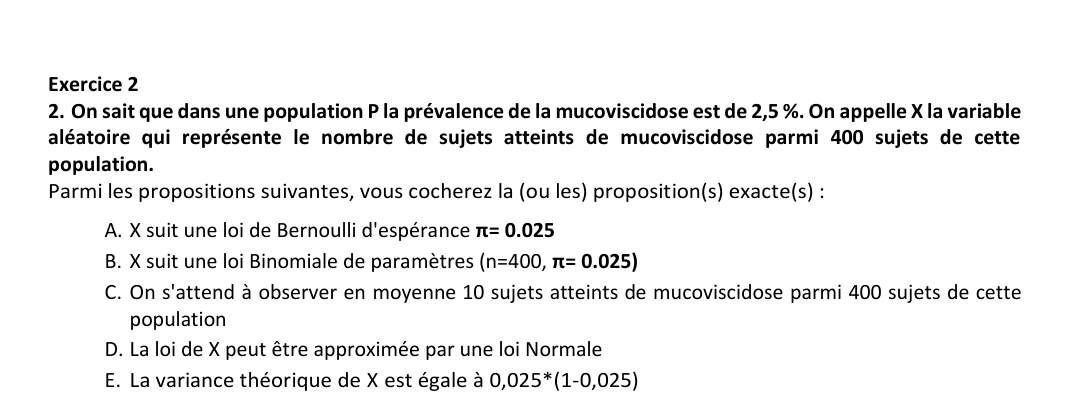 Exercice 2
2. On sait que dans une population P la prévalence de la mucoviscidose est de 2,5 %. On appelle X la variable
aléatoire qui représente le nombre de sujets atteints de mucoviscidose parmi 400 sujets de cette
population.
Parmi les propositions suivantes, vous cocherez la (ou les) proposition(s) exacte(s) :
A. X suit une loi de Bernoulli d'espérance π= 0.025
B. X suit une loi Binomiale de paramètres (n=400, π= 0.025)
C. On s'attend à observer en moyenne 10 sujets atteints de mucoviscidose parmi 400 sujets de cette
population
D. La loi de X peut être approximée par une loi Normale
E. La variance théorique de X est égale à 0,025*(1-0,025)